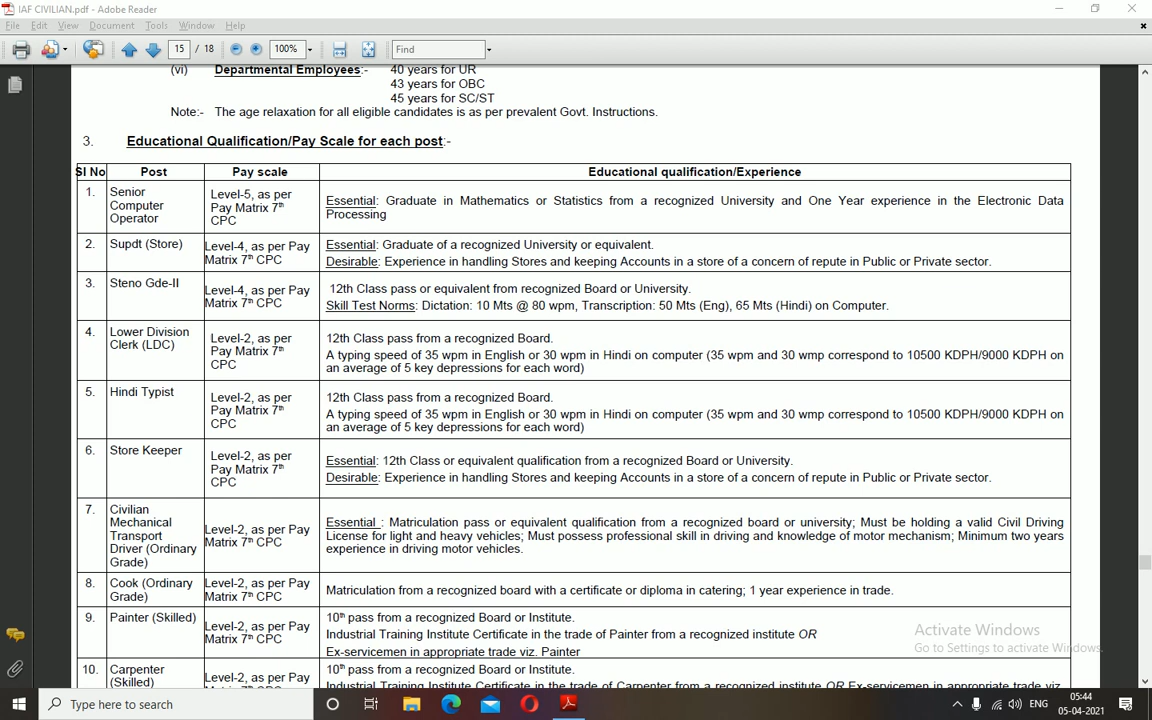 IAF CIVILIAN.pdf - Adobe Reader
File Edit View Document Tools Window Help
15 / 18 100% Find
(vi) Departmental Employees:- 40 years for UR
43 years for OBC
45 years for SC/ST
Note:- The age relaxation for all eligible candidates is as per prevalent Govt. Instructions.
3. Educational Qualification/Pay Scale for each post:-
Sl No Post Pay scale Educational qualification/Experience
1. Senior Computer Operator
Level-5, as per Pay Matrix 7th CPC
Essential: Graduate in Mathematics or Statistics from a recognized University and One Year experience in the Electronic Data
Processing
2. Supdt (Store)
Level-4, as per Pay Matrix 7th CPC
Essential: Graduate of a recognized University or equivalent.
Desirable: Experience in handling Stores and keeping Accounts in a store of a concern of repute in Public or Private sector.
3. Steno Gde-II
Level-4, as per Pay Matrix 7th CPC
12th Class pass or equivalent from recognized Board or University.
Skill Test Norms: Dictation: 10 Mts @ 80 wpm, Transcription: 50 Mts (Eng), 65 Mts (Hindi) on Computer.
4. Lower Division Clerk (LDC)
Level-2, as per Pay Matrix 7th CPC
12th Class pass from a recognized Board.
A typing speed of 35 wpm in English or 30 wpm in Hindi on computer (35 wpm and 30 wmp correspond to 10500 KDPH/9000 KDPH on
an average of 5 key depressions for each word)
5. Hindi Typist
Level-2, as per Pay Matrix 7th CPC
12th Class pass from a recognized Board.
A typing speed of 35 wpm in English or 30 wpm in Hindi on computer (35 wpm and 30 wmp correspond to 10500 KDPH/9000 KDPH on
an average of 5 key depressions for each word)
6. Store Keeper
Level-2, as per Pay Matrix 7th CPC
Essential: 12th Class or equivalent qualification from a recognized Board or University.
Desirable: Experience in handling Stores and keeping Accounts in a store of a concern of repute in Public or Private sector.
7. Civilian Mechanical Transport Driver (Ordinary Grade)
Level-2, as per Pay Matrix 7th CPC
Essential : Matriculation pass or equivalent qualification from a recognized board or university; Must be holding a valid Civil Driving
License for light and heavy vehicles; Must possess professional skill in driving and knowledge of motor mechanism; Minimum two years
experience in driving motor vehicles.
8. Cook (Ordinary Grade)
Level-2, as per Pay Matrix 7th CPC
Matriculation from a recognized board with a certificate or diploma in catering; 1 year experience in trade.
9. Painter (Skilled)
Level-2, as per Pay Matrix 7th CPC
10th pass from a recognized Board or Institute.
Industrial Training Institute Certificate in the trade of Painter from a recognized institute OR
Ex-servicemen in appropriate trade viz. Painter
10. Carpenter (Skilled)
Level-2, as per Pay
10th pass from a recognized Board or Institute.
Industrial Training Institute Certificate in the trade of Carpenter from a recognized institute OR Ex-servicemen in appropriate trade viz.
Activate Windows
Go to Settings to activate Windows.
Type here to search
ENG
05:44
05-04-2021